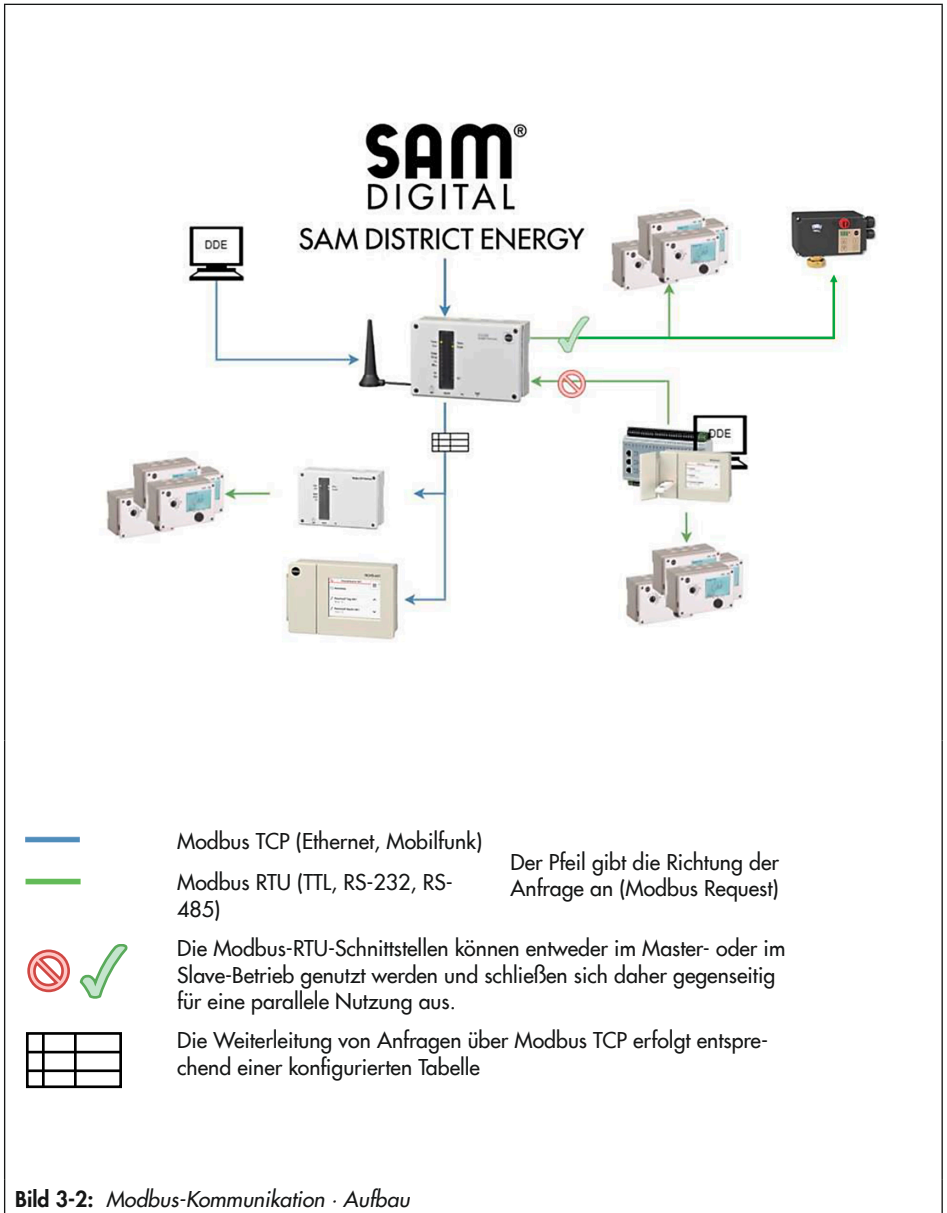 SAM®
DIGITAL
SAM DISTRICT ENERGY
DDE
DDE
Modbus TCP (Ethernet, Mobilfunk)
Modbus RTU (TTL, RS-232, RS-
485)
Der Pfeil gibt die Richtung der
Anfrage an (Modbus Request)
Die Modbus-RTU-Schnittstellen können entweder im Master- oder im
Slave-Betrieb genutzt werden und schließen sich daher gegenseitig
für eine parallele Nutzung aus.
Die Weiterleitung von Anfragen über Modbus TCP erfolgt entspre-
chend einer konfigurierten Tabelle
Bild 3-2: Modbus-Kommunikation · Aufbau